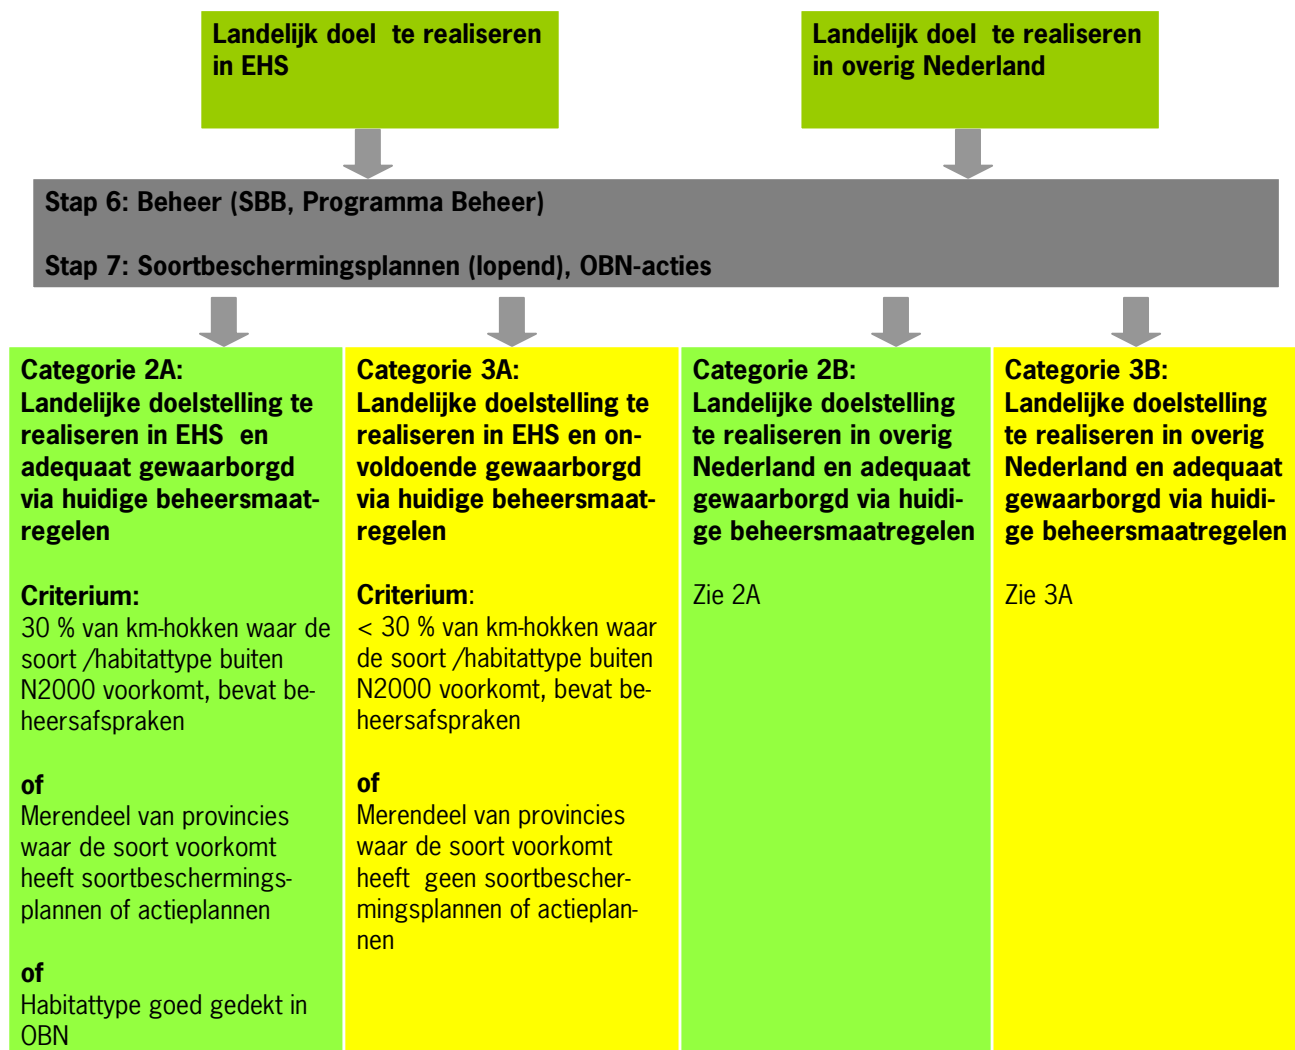 Landelijk doel te realiseren
in EHS
Landelijk doel te realiseren
in overig Nederland
Stap 6: Beheer (SBB, Programma Beheer)
Stap 7: Soortbeschermingsplannen (lopend), OBN-acties
Categorie 2A:
Landelijke doelstelling te
realiseren in EHS en
adequaat gewaarborgd
via huidige beheersmaat-
regelen
Criterium:
30 % van km-hokken waar de
soort /habitattype buiten
N2000 voorkomt, bevat be-
heersafspraken
of
Merendeel van provincies
waar de soort voorkomt
heeft soortbeschermings-
plannen of actieplannen
of
Habitattype goed gedekt in
OBN
Categorie 3A:
Landelijke doelstelling te
realiseren in EHS en on-
voldoende gewaarborgd
via huidige beheersmaat-
regelen
Criterium:
< 30 % van km-hokken waar
de soort /habitattype buiten
N2000 voorkomt, bevat be-
heersafspraken
of
Merendeel van provincies
waar de soort voorkomt
heeft geen soortbescher-
mingsplannen of actieplan-
nen
Categorie 2B:
Landelijke doelstelling
te realiseren in overig
Nederland en adequaat
gewaarborgd via huidi-
ge beheersmaatregelen
Zie 2A
Categorie 3B:
Landelijke doelstelling
te realiseren in overig
Nederland en adequaat
gewaarborgd via huidi-
ge beheersmaatregelen
Zie 3A